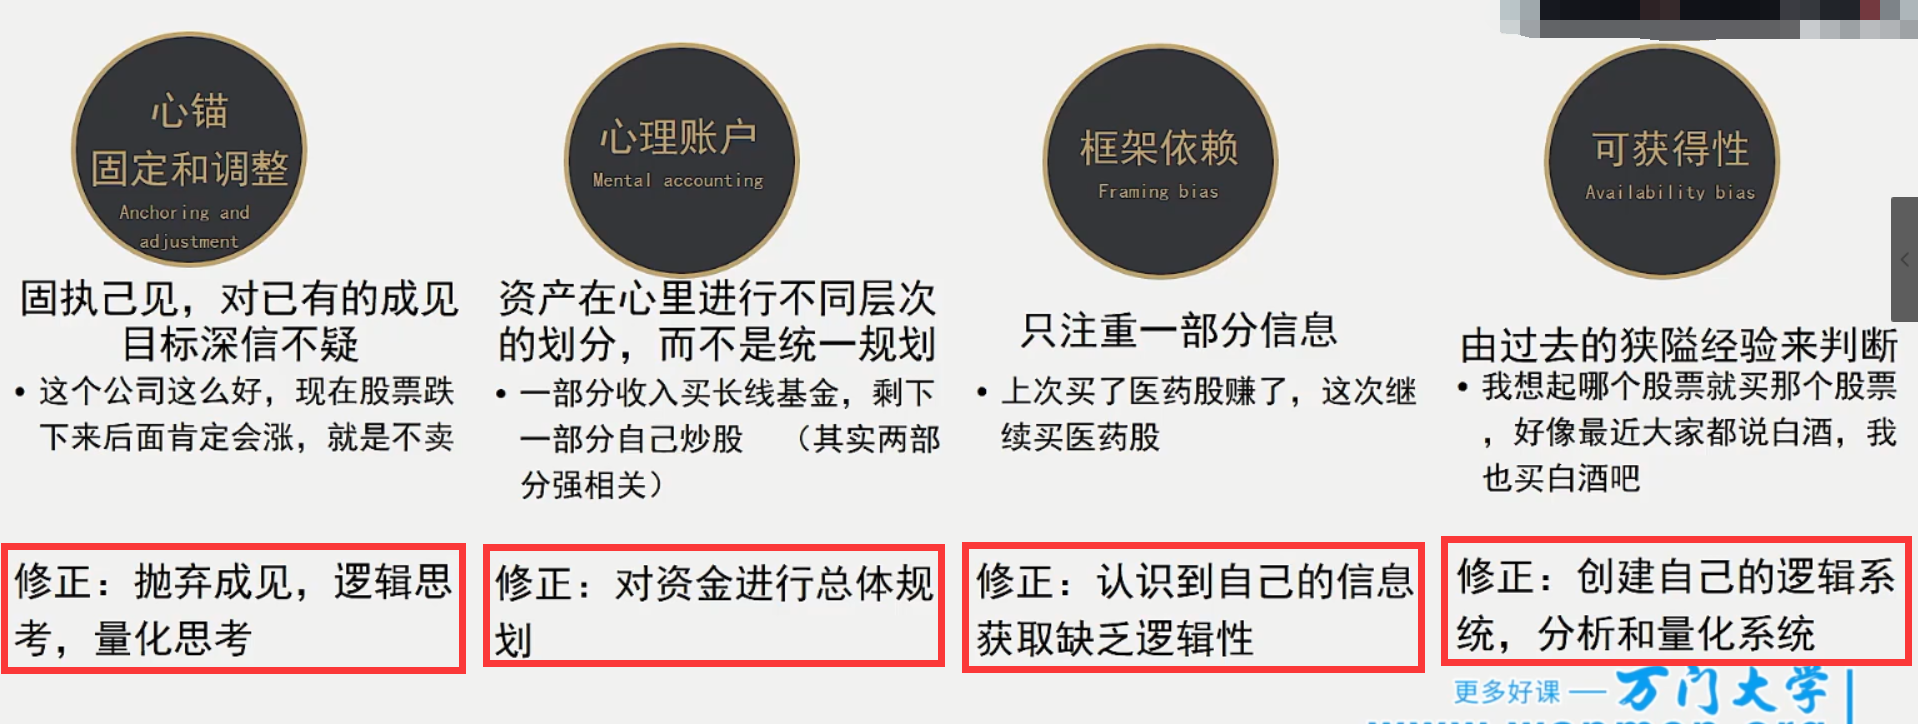 心锚
固定和调整
Anchoring and
adjustment
固执己见，对已有的成见
目标深信不疑
• 这个公司这么好，现在股票跌
下来后面肯定会涨，就是不卖
修正：抛弃成见，逻辑思
考，量化思考
心理账户
Mental accounting
资产在心里进行不同层次
的划分，而不是统一规划
• 一部分收入买长线基金，剩下
一部分自己炒股 （其实两部
分强相关）
修正：对资金进行总体规
划
框架依赖
Framing bias
只注重一部分信息
• 上次买了医药股赚了，这次继
续买医药股
修正：认识到自己的信息
获取缺乏逻辑性
可获得性
Availability bias
由过去的狭隘经验来判断
• 我想起哪个股票就买那个股票
，好像最近大家都说白酒，我
也买白酒吧
修正：创建自己的逻辑系
统，分析和量化系统
更多好课 — 万门大学